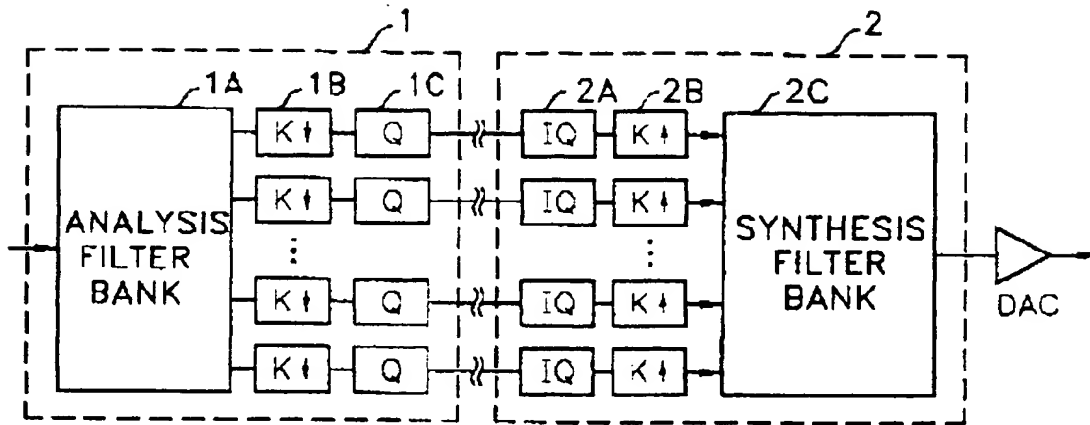 1
2
1A
1B
1C
2A
2B
2C
K↓
Q
IQ
K↑
K↓
Q
IQ
K↑
ANALYSIS
FILTER
BANK
⋮
⋮
SYNTHESIS
FILTER
BANK
K↓
Q
IQ
K↑
DAC
K↓
Q
IQ
K↑